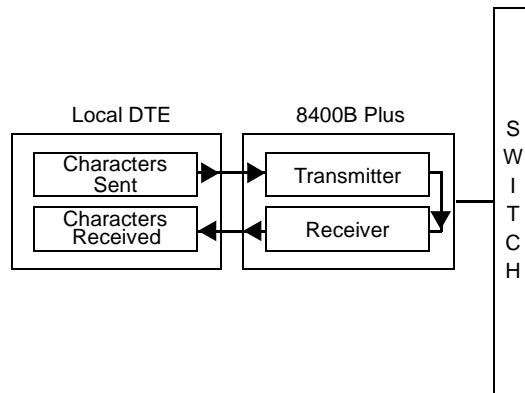 Local DTE
8400B Plus
Characters
Sent
Transmitter
Characters
Received
Receiver
S
W
I
T
C
H